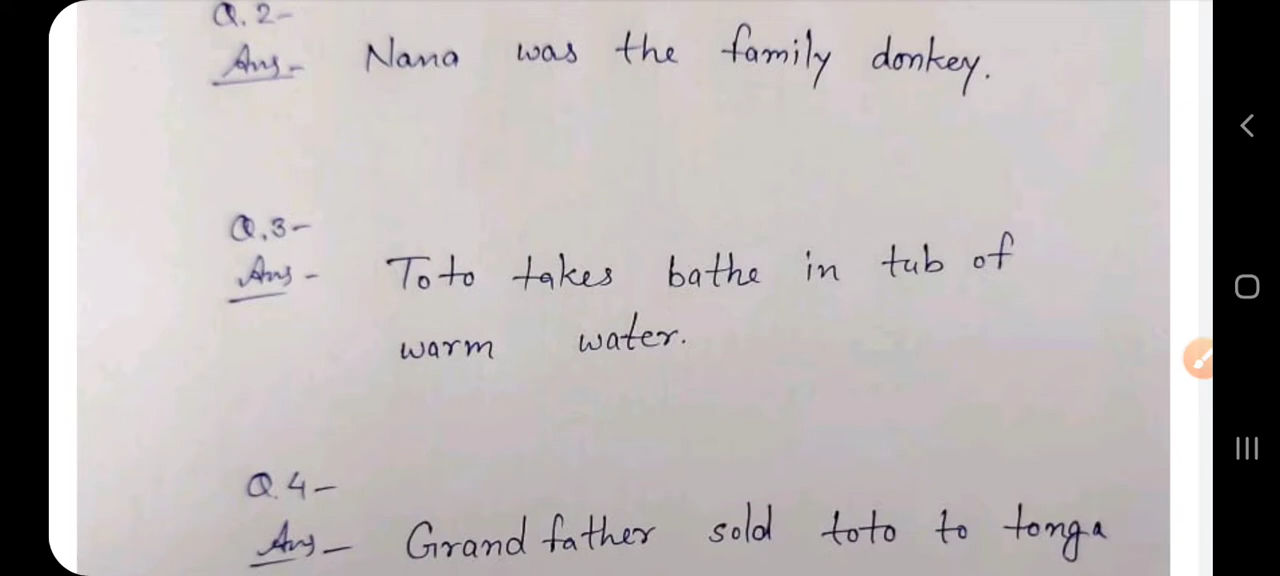 Q.2-
Ans- Nana was the family donkey.
Q.3-
Ans- Toto takes bathe in tub of
warm water.
Q.4-
Ans- Grand father sold toto to tonga